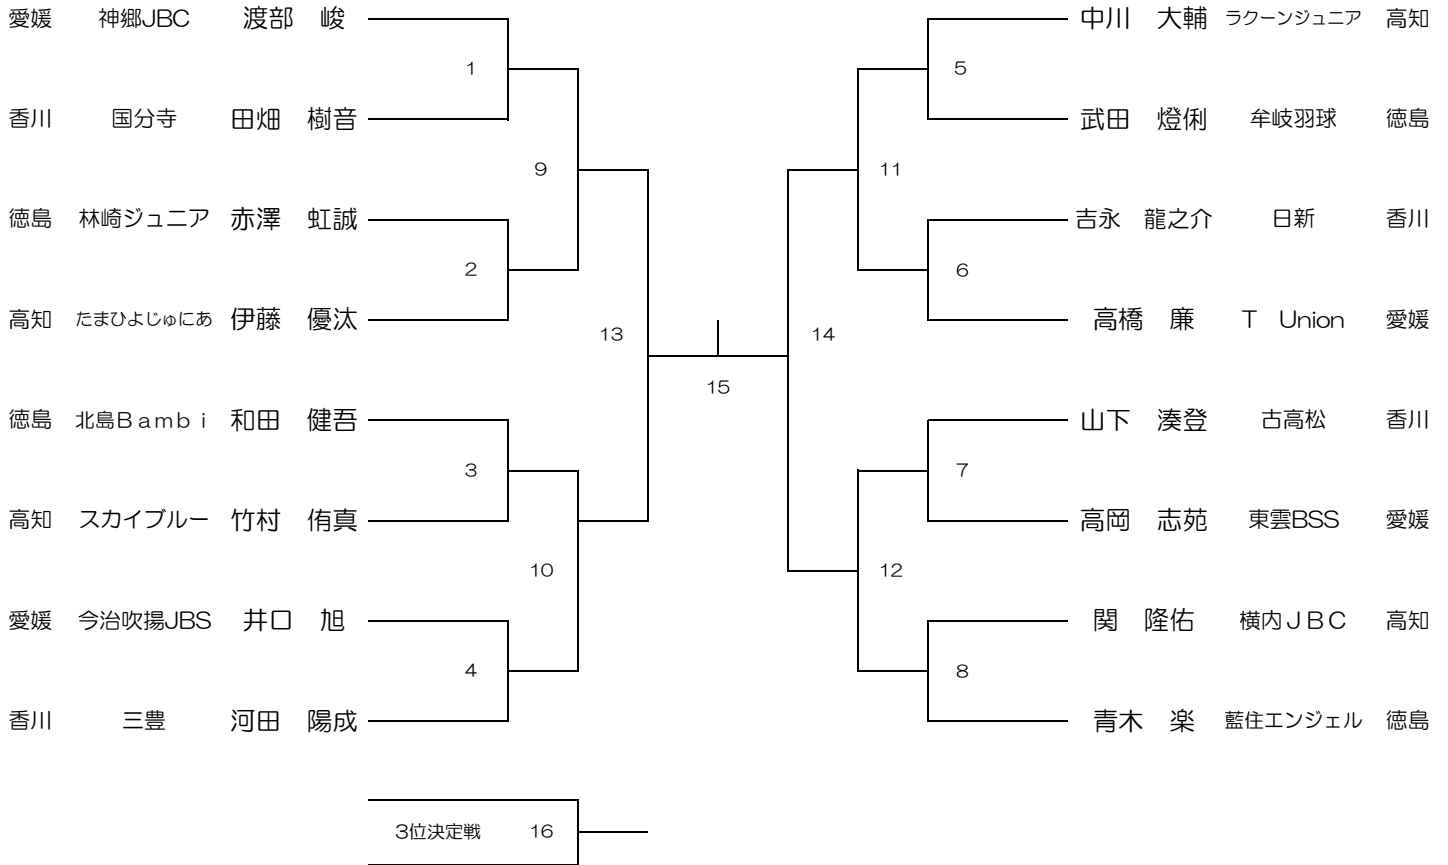 愛媛 神郷JBC 渡部 峻
1
香川 国分寺 田畑 樹音
9
徳島 林崎ジュニア 赤澤 虹誠
2
高知 たまひよじゅにあ 伊藤 優汰
13
徳島 北島Bambi 和田 健吾
3
高知 スカイブルー 竹村 侑真
10
愛媛 今治吹揚JBS 井口 旭
4
香川 三豊 河田 陽成
15
中川 大輔 ラクーンジュニア 高知
5
武田 燈俐 牟岐羽球 徳島
11
吉永 龍之介 日新 香川
6
高橋 廉 T Union 愛媛
14
山下 湊登 古高松 香川
7
高岡 志苑 東雲BSS 愛媛
12
関 隆佑 横内JBC 高知
8
青木 楽 藍住エンジェル 徳島
3位決定戦 16